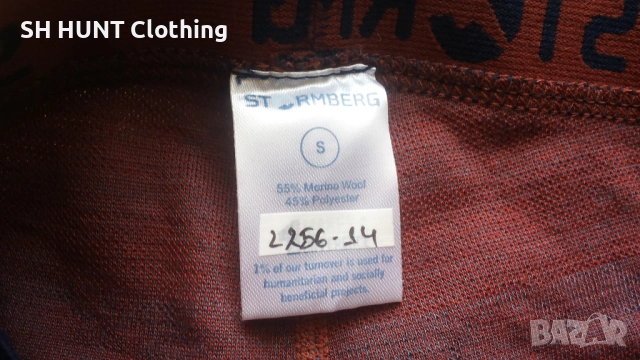 SH HUNT Clothing
STORMBERG
S
55% Merino Wool
45% Polyester
2256-14
1% of our turnover is used for
humanitarian and socially
beneficial projects.
BAZAR